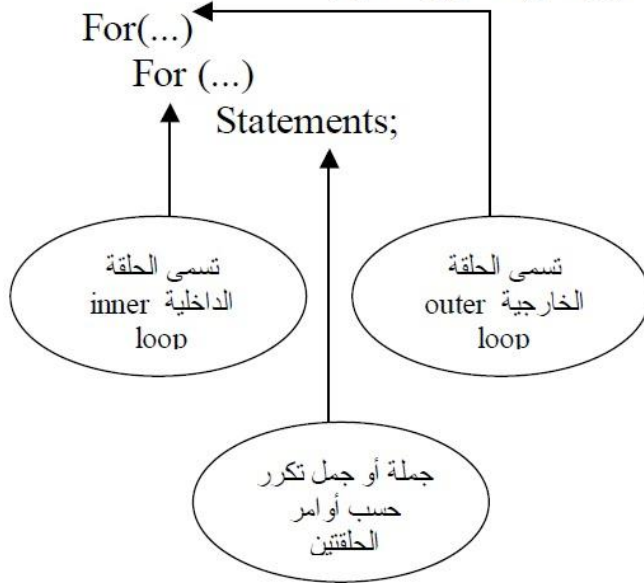 For(...)
For (...)
Statements;
تسمى الحلقة
الداخلية inner
loop
تسمى الحلقة
الخارجية outer
loop
جملة أو جمل تكرر
حسب أوامر
الحلقتين